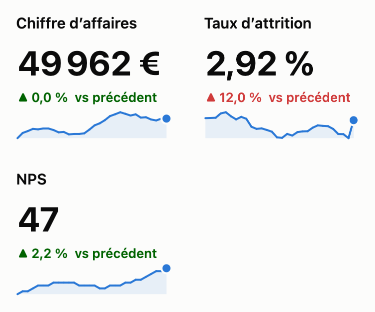 Chiffre d’affaires
49 962 €
▲ 0,0 % vs précédent
Taux d’attrition
2,92 %
▲ 12,0 % vs précédent
NPS
47
▲ 2,2 % vs précédent